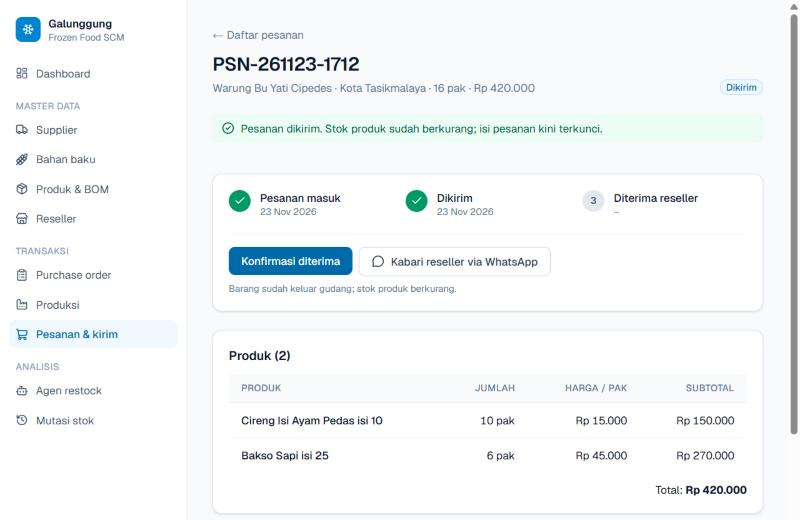 Galunggung
Frozen Food SCM
Dashboard
MASTER DATA
Supplier
Bahan baku
Produk & BOM
Reseller
TRANSAKSI
Purchase order
Produksi
Pesanan & kirim
ANALISIS
Agen restock
Mutasi stok
← Daftar pesanan
PSN-261123-1712
Warung Bu Yati Cipedes · Kota Tasikmalaya · 16 pak · Rp 420.000
Dikirim
Pesanan dikirim. Stok produk sudah berkurang; isi pesanan kini terkunci.
Pesanan masuk
23 Nov 2026
Dikirim
23 Nov 2026
3 Diterima reseller
–
Konfirmasi diterima
Kabari reseller via WhatsApp
Barang sudah keluar gudang; stok produk berkurang.
Produk (2)
PRODUK JUMLAH HARGA / PAK SUBTOTAL
Cireng Isi Ayam Pedas isi 10 10 pak Rp 15.000 Rp 150.000
Bakso Sapi isi 25 6 pak Rp 45.000 Rp 270.000
Total: Rp 420.000